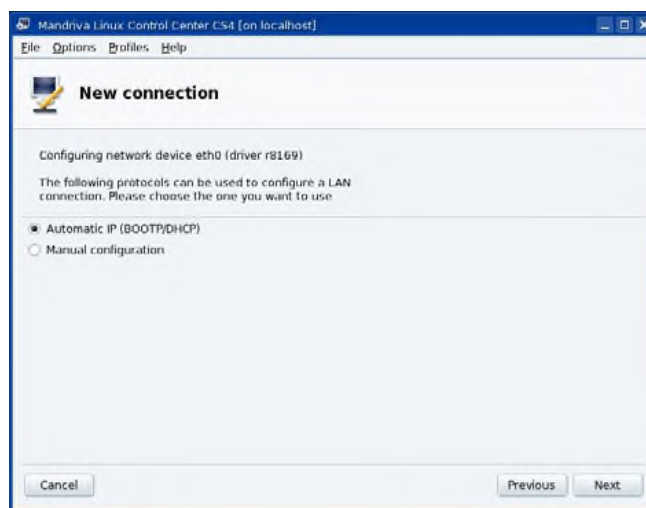 Mandriva Linux Control Center CS4 [on localhost]
File Options Profiles Help
New connection
Configuring network device eth0 (driver r8169)
The following protocols can be used to configure a LAN
connection. Please choose the one you want to use
Automatic IP (BOOTP/DHCP)
Manual configuration
Cancel Previous Next